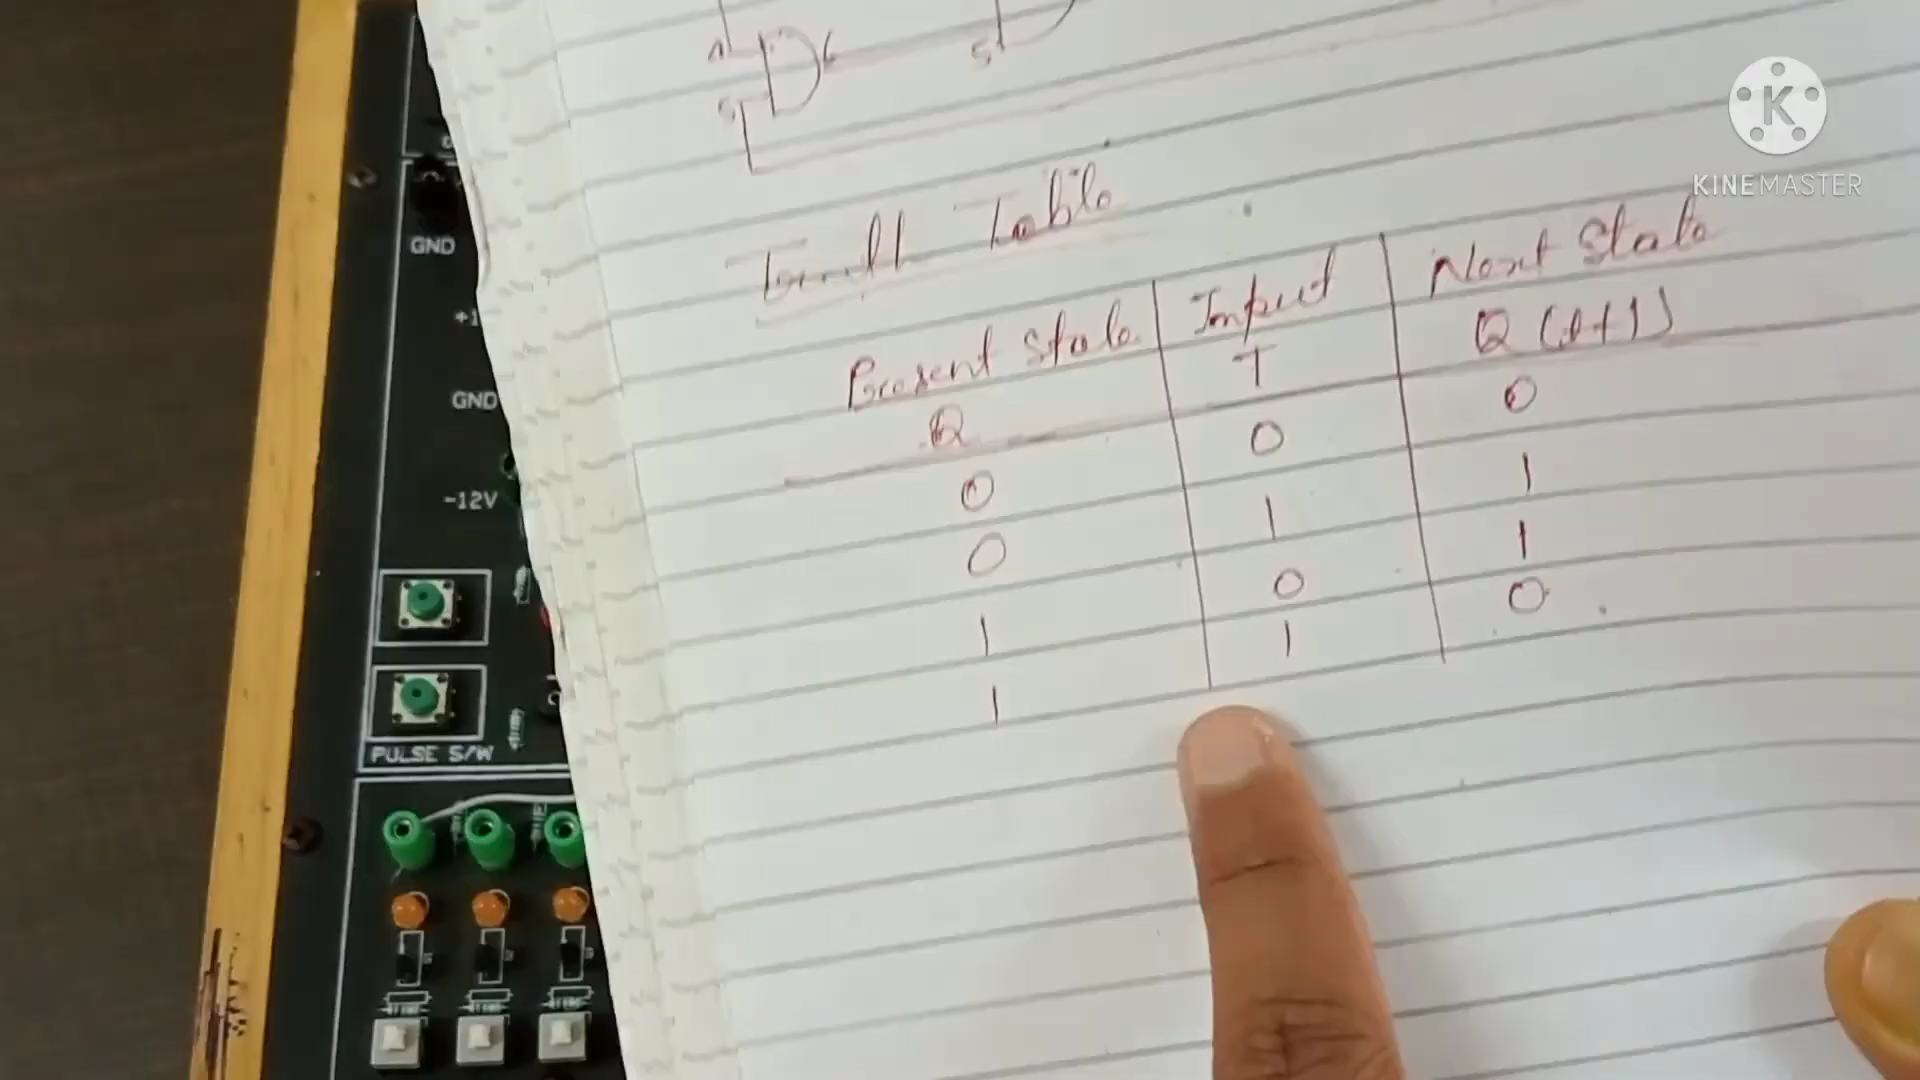 KINEMASTER
GND
GND
-12V
PULSE S/W
Truth Table
Present State | Input | Next State
Q | T | Q(t+1)
0 | 0 | 0
0 | 1 | 1
1 | 0 | 1
1 | 1 | 0